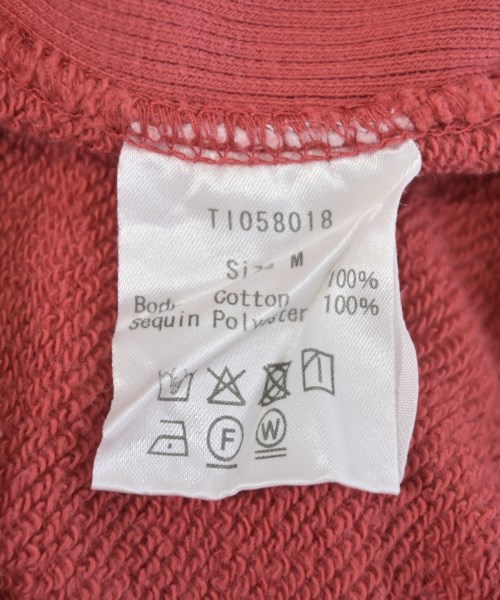 TI058018
Size M
Body Cotton 100%
sequin Polyester 100%
F W